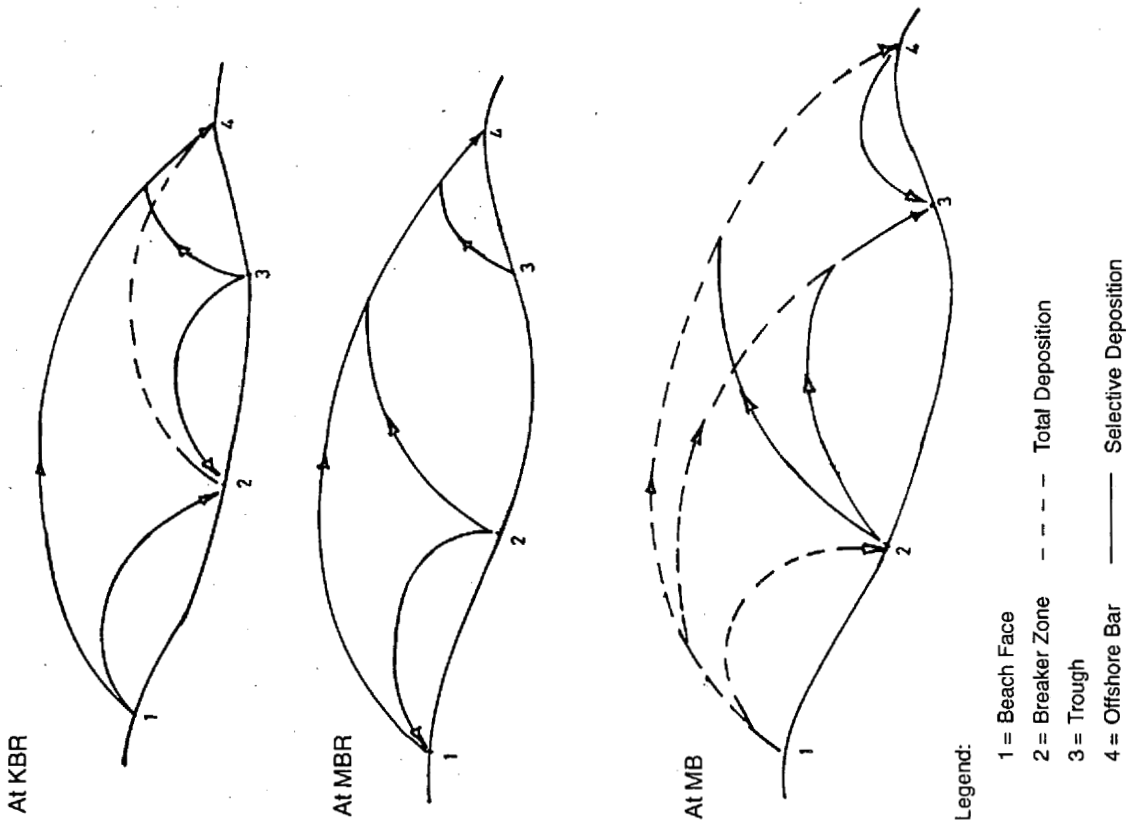 At KBR
1
2
3
4
At MBR
1
2
3
4
At MB
1
2
3
4
Legend:
1 = Beach Face
2 = Breaker Zone
3 = Trough
4 = Offshore Bar
- - - Total Deposition
—— Selective Deposition